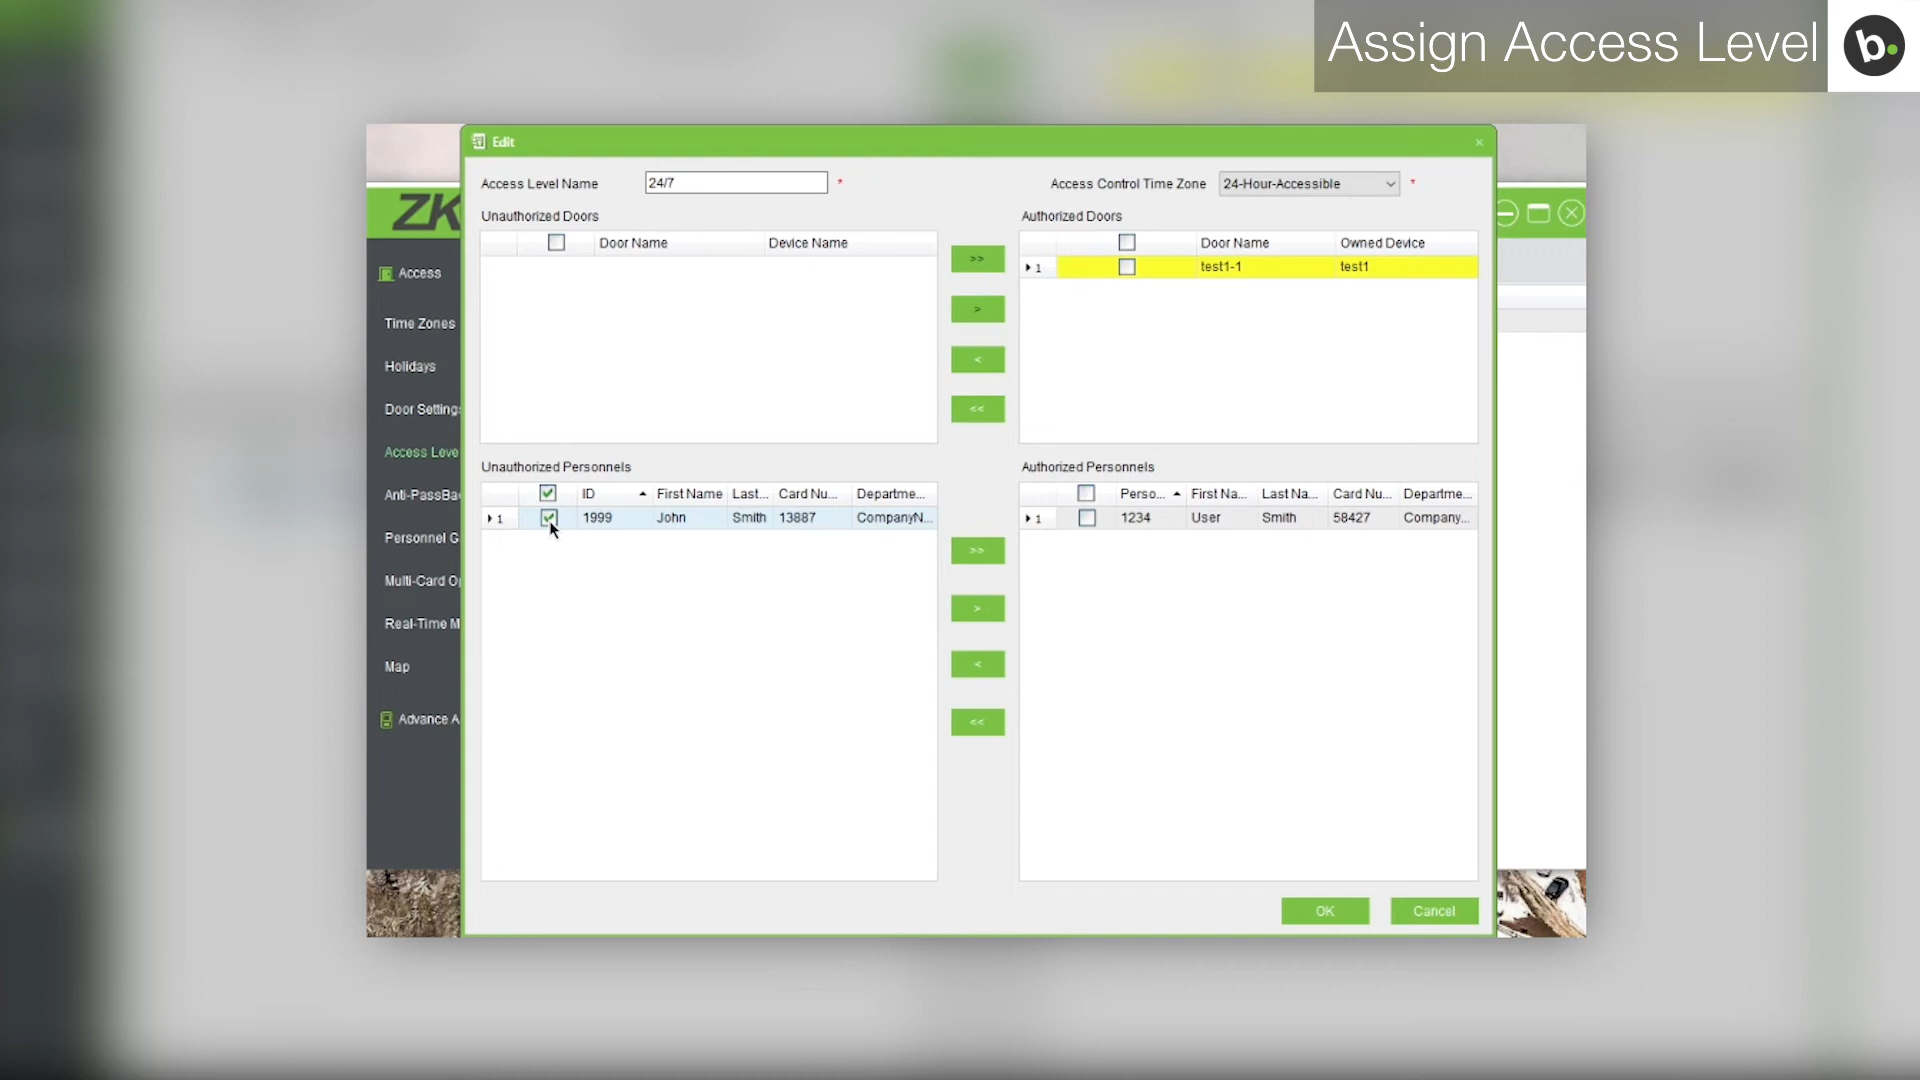 Assign Access Level
b.
Edit
Access Level Name 24/7 * Access Control Time Zone 24-Hour-Accessible *
ZK
Unauthorized Doors Authorized Doors
Door Name Device Name >> Door Name Owned Device
1 test1-1 test1
>
<
<<
Access
Time Zones
Holidays
Door Setting
Access Leve
Anti-PassBa
Personnel G
Multi-Card Op
Real-Time M
Map
Advance A
Unauthorized Personnels Authorized Personnels
ID First Name Last... Card Nu... Departme... Perso... First Na... Last Na... Card Nu... Departme...
1 1999 John Smith 13887 CompanyN... 1 1234 User Smith 58427 Company...
>>
>
<
<<
OK Cancel